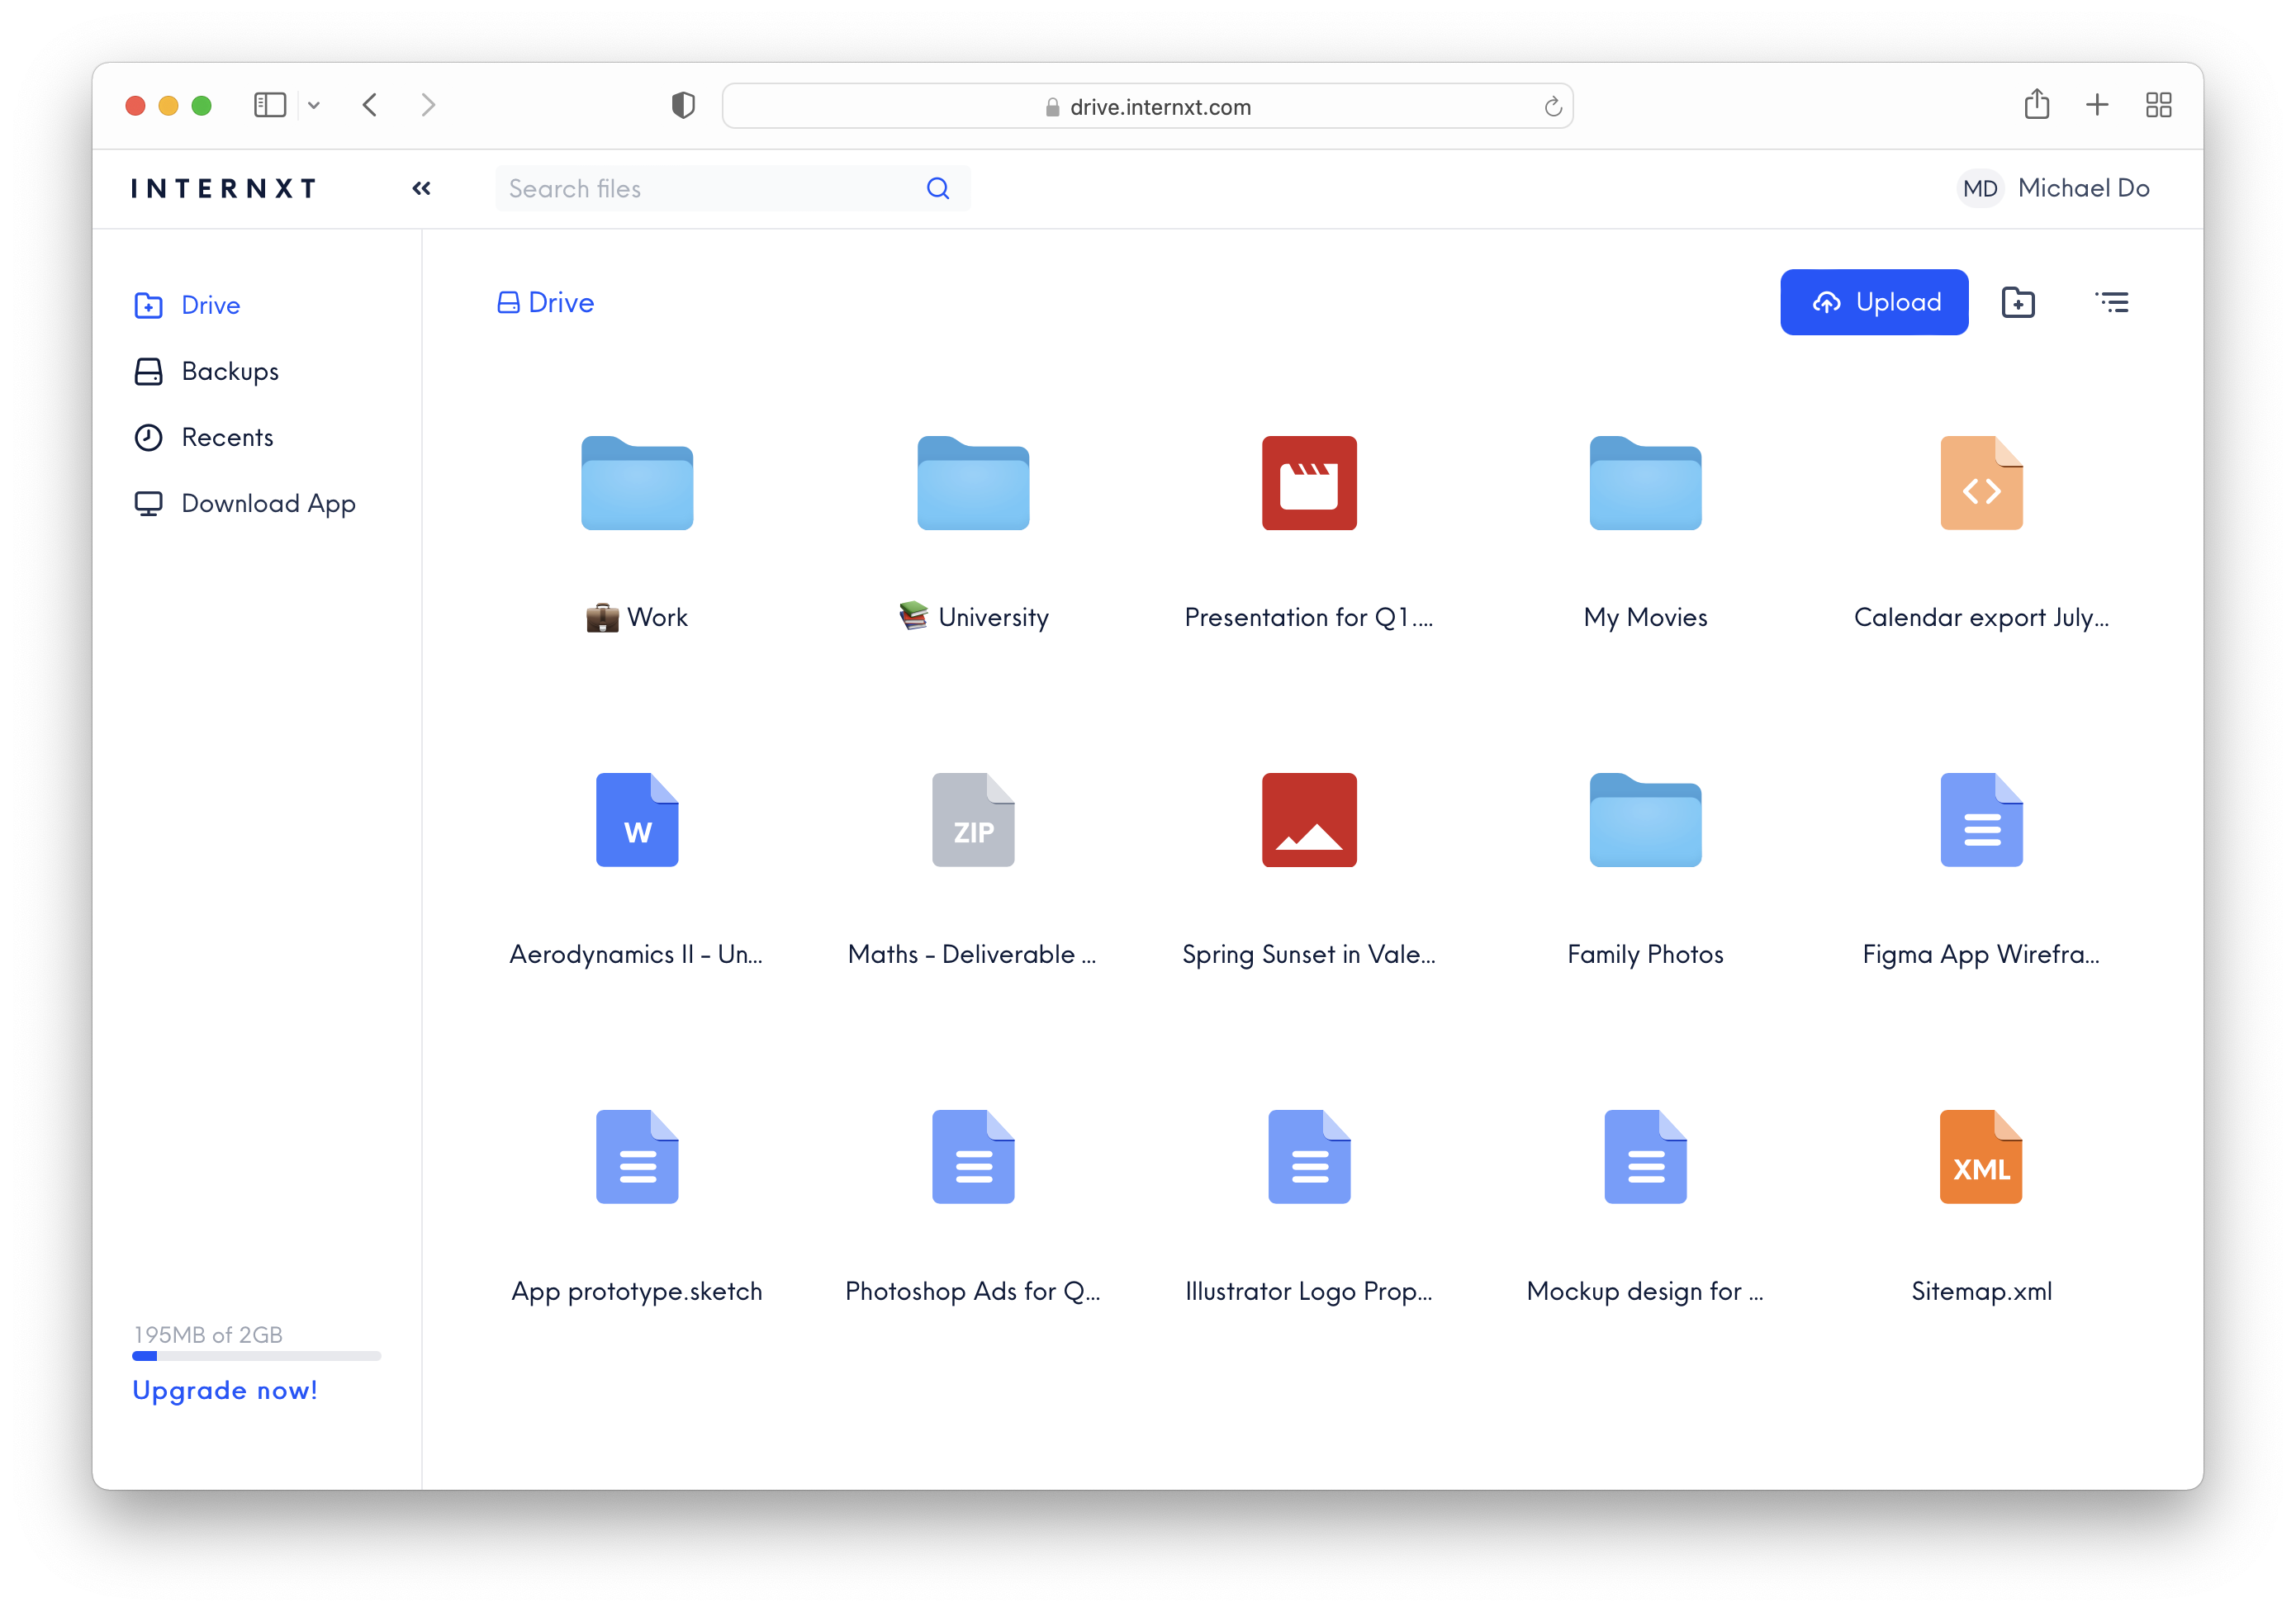 drive.internxt.com
INTERNXT
Search files
MD Michael Do
Drive
Backups
Recents
Download App
195MB of 2GB
Upgrade now!
Drive
Upload
💼 Work
📚 University
Presentation for Q1....
My Movies
Calendar export July...
W
ZIP
Aerodynamics II - Un...
Maths - Deliverable ...
Spring Sunset in Vale...
Family Photos
Figma App Wirefra...
XML
App prototype.sketch
Photoshop Ads for Q...
Illustrator Logo Prop...
Mockup design for ...
Sitemap.xml